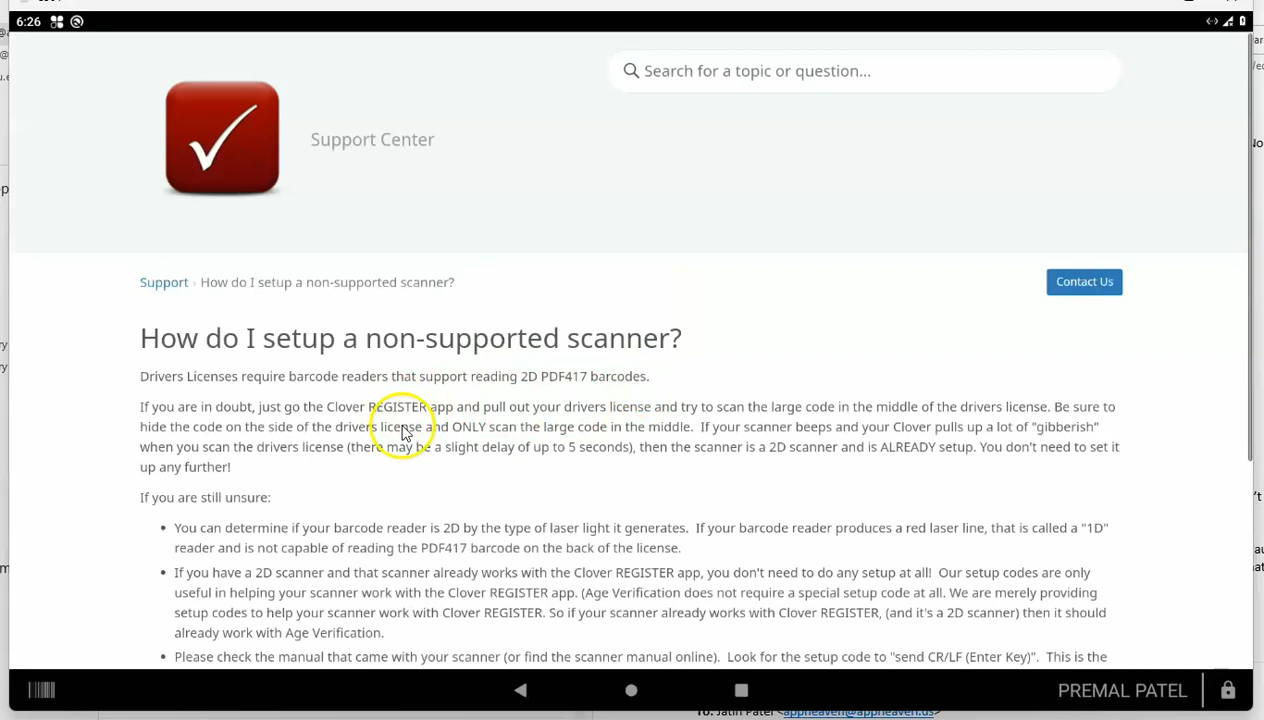 6:26
Search for a topic or question...
Support Center
Support › How do I setup a non-supported scanner?
Contact Us
How do I setup a non-supported scanner?
Drivers Licenses require barcode readers that support reading 2D PDF417 barcodes.
If you are in doubt, just go the Clover REGISTER app and pull out your drivers license and try to scan the large code in the middle of the drivers license. Be sure to
hide the code on the side of the drivers license and ONLY scan the large code in the middle. If your scanner beeps and your Clover pulls up a lot of "gibberish"
when you scan the drivers license (there may be a slight delay of up to 5 seconds), then the scanner is a 2D scanner and is ALREADY setup. You don't need to set it
up any further!
If you are still unsure:
• You can determine if your barcode reader is 2D by the type of laser light it generates. If your barcode reader produces a red laser line, that is called a "1D"
reader and is not capable of reading the PDF417 barcode on the back of the license.
• If you have a 2D scanner and that scanner already works with the Clover REGISTER app, you don't need to do any setup at all! Our setup codes are only
useful in helping your scanner work with the Clover REGISTER app. (Age Verification does not require a special setup code at all. We are merely providing
setup codes to help your scanner work with Clover REGISTER. So if your scanner already works with Clover REGISTER, (and it's a 2D scanner) then it should
already work with Age Verification.
• Please check the manual that came with your scanner (or find the scanner manual online). Look for the setup code to "send CR/LF (Enter Key)". This is the
PREMAL PATEL
To: Jatin Patel <appheaven@appheaven.us>